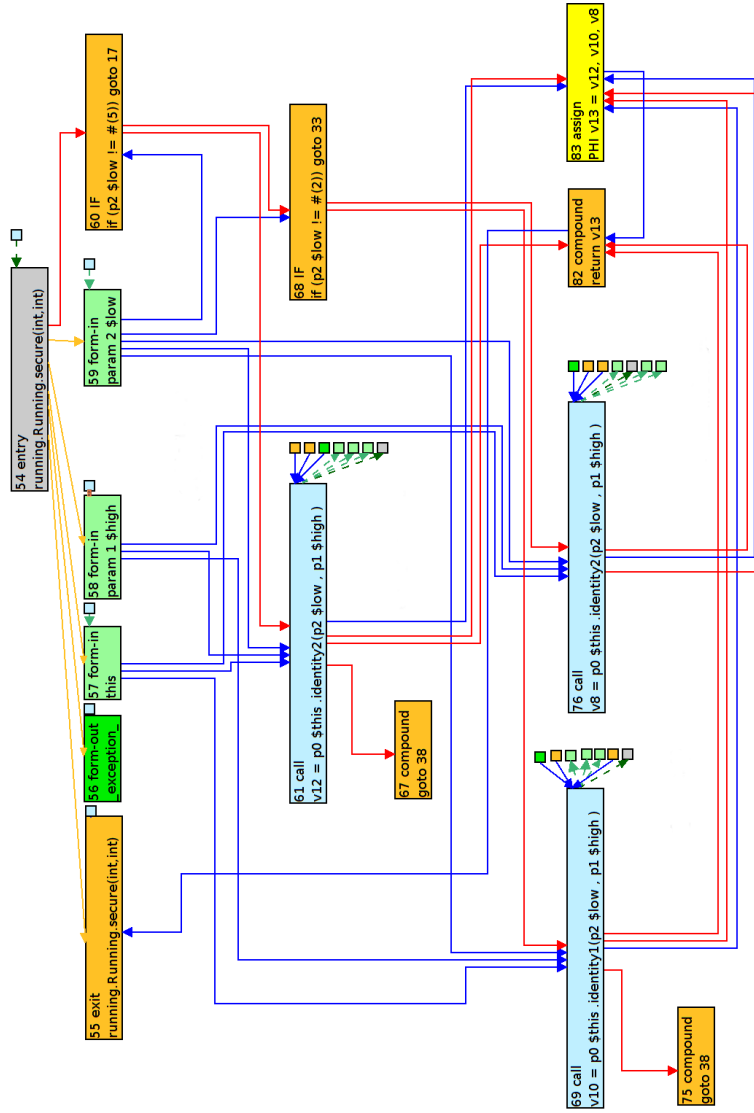 54 entry
running.Running.secure(int,int)
60 IF
if (p2 $low != #(5)) goto 17
59 form-in
param 2 $low
58 form-in
param 1 $high
57 form-in
this
56 form-out
_exception_
55 exit
running.Running.secure(int,int)
68 IF
if (p2 $low != #(2)) goto 33
61 call
v12 = p0 $this .identity2(p2 $low , p1 $high )
67 compound
goto 38
83 assign
PHI v13 = v12, v10, v8
82 compound
return v13
76 call
v8 = p0 $this .identity2(p2 $low , p1 $high )
69 call
v10 = p0 $this .identity1(p2 $low , p1 $high )
75 compound
goto 38